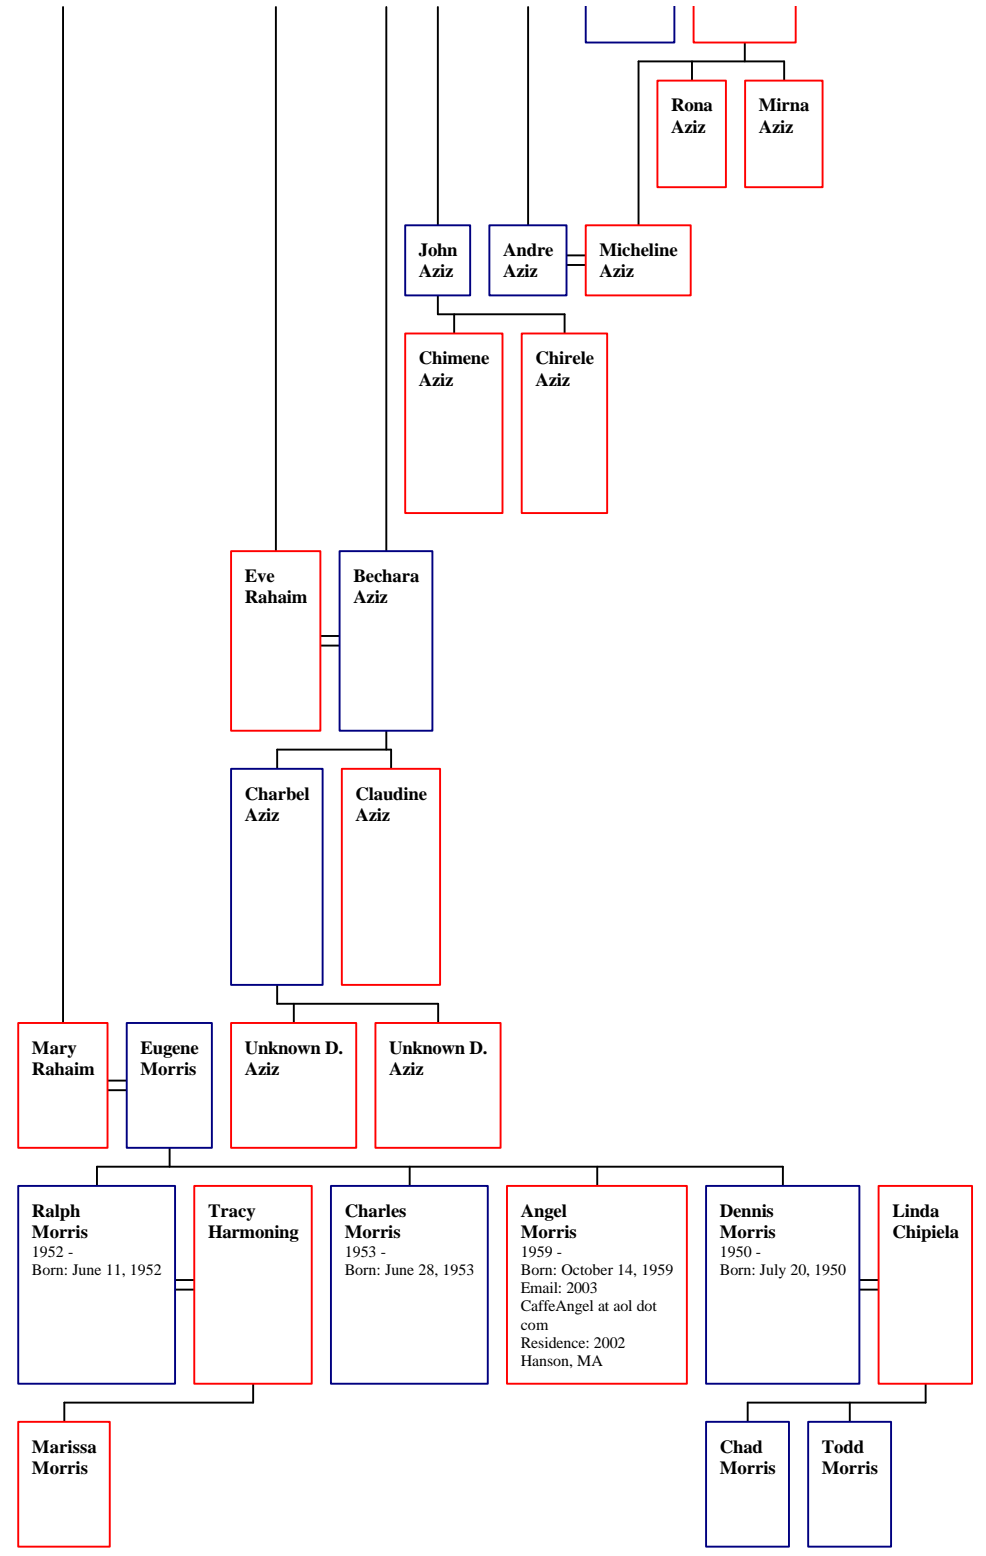 Rona
Aziz
Mirna
Aziz
John
Aziz
Andre
Aziz
Micheline
Aziz
Chimene
Aziz
Chirele
Aziz
Eve
Rahaim
Bechara
Aziz
Charbel
Aziz
Claudine
Aziz
Mary
Rahaim
Eugene
Morris
Unknown D.
Aziz
Unknown D.
Aziz
Ralph
Morris
1952 -
Born: June 11, 1952
Tracy
Harmoning
Charles
Morris
1953 -
Born: June 28, 1953
Angel
Morris
1959 -
Born: October 14, 1959
Email: 2003
CaffeAngel at aol dot
com
Residence: 2002
Hanson, MA
Dennis
Morris
1950 -
Born: July 20, 1950
Linda
Chipiela
Marissa
Morris
Chad
Morris
Todd
Morris